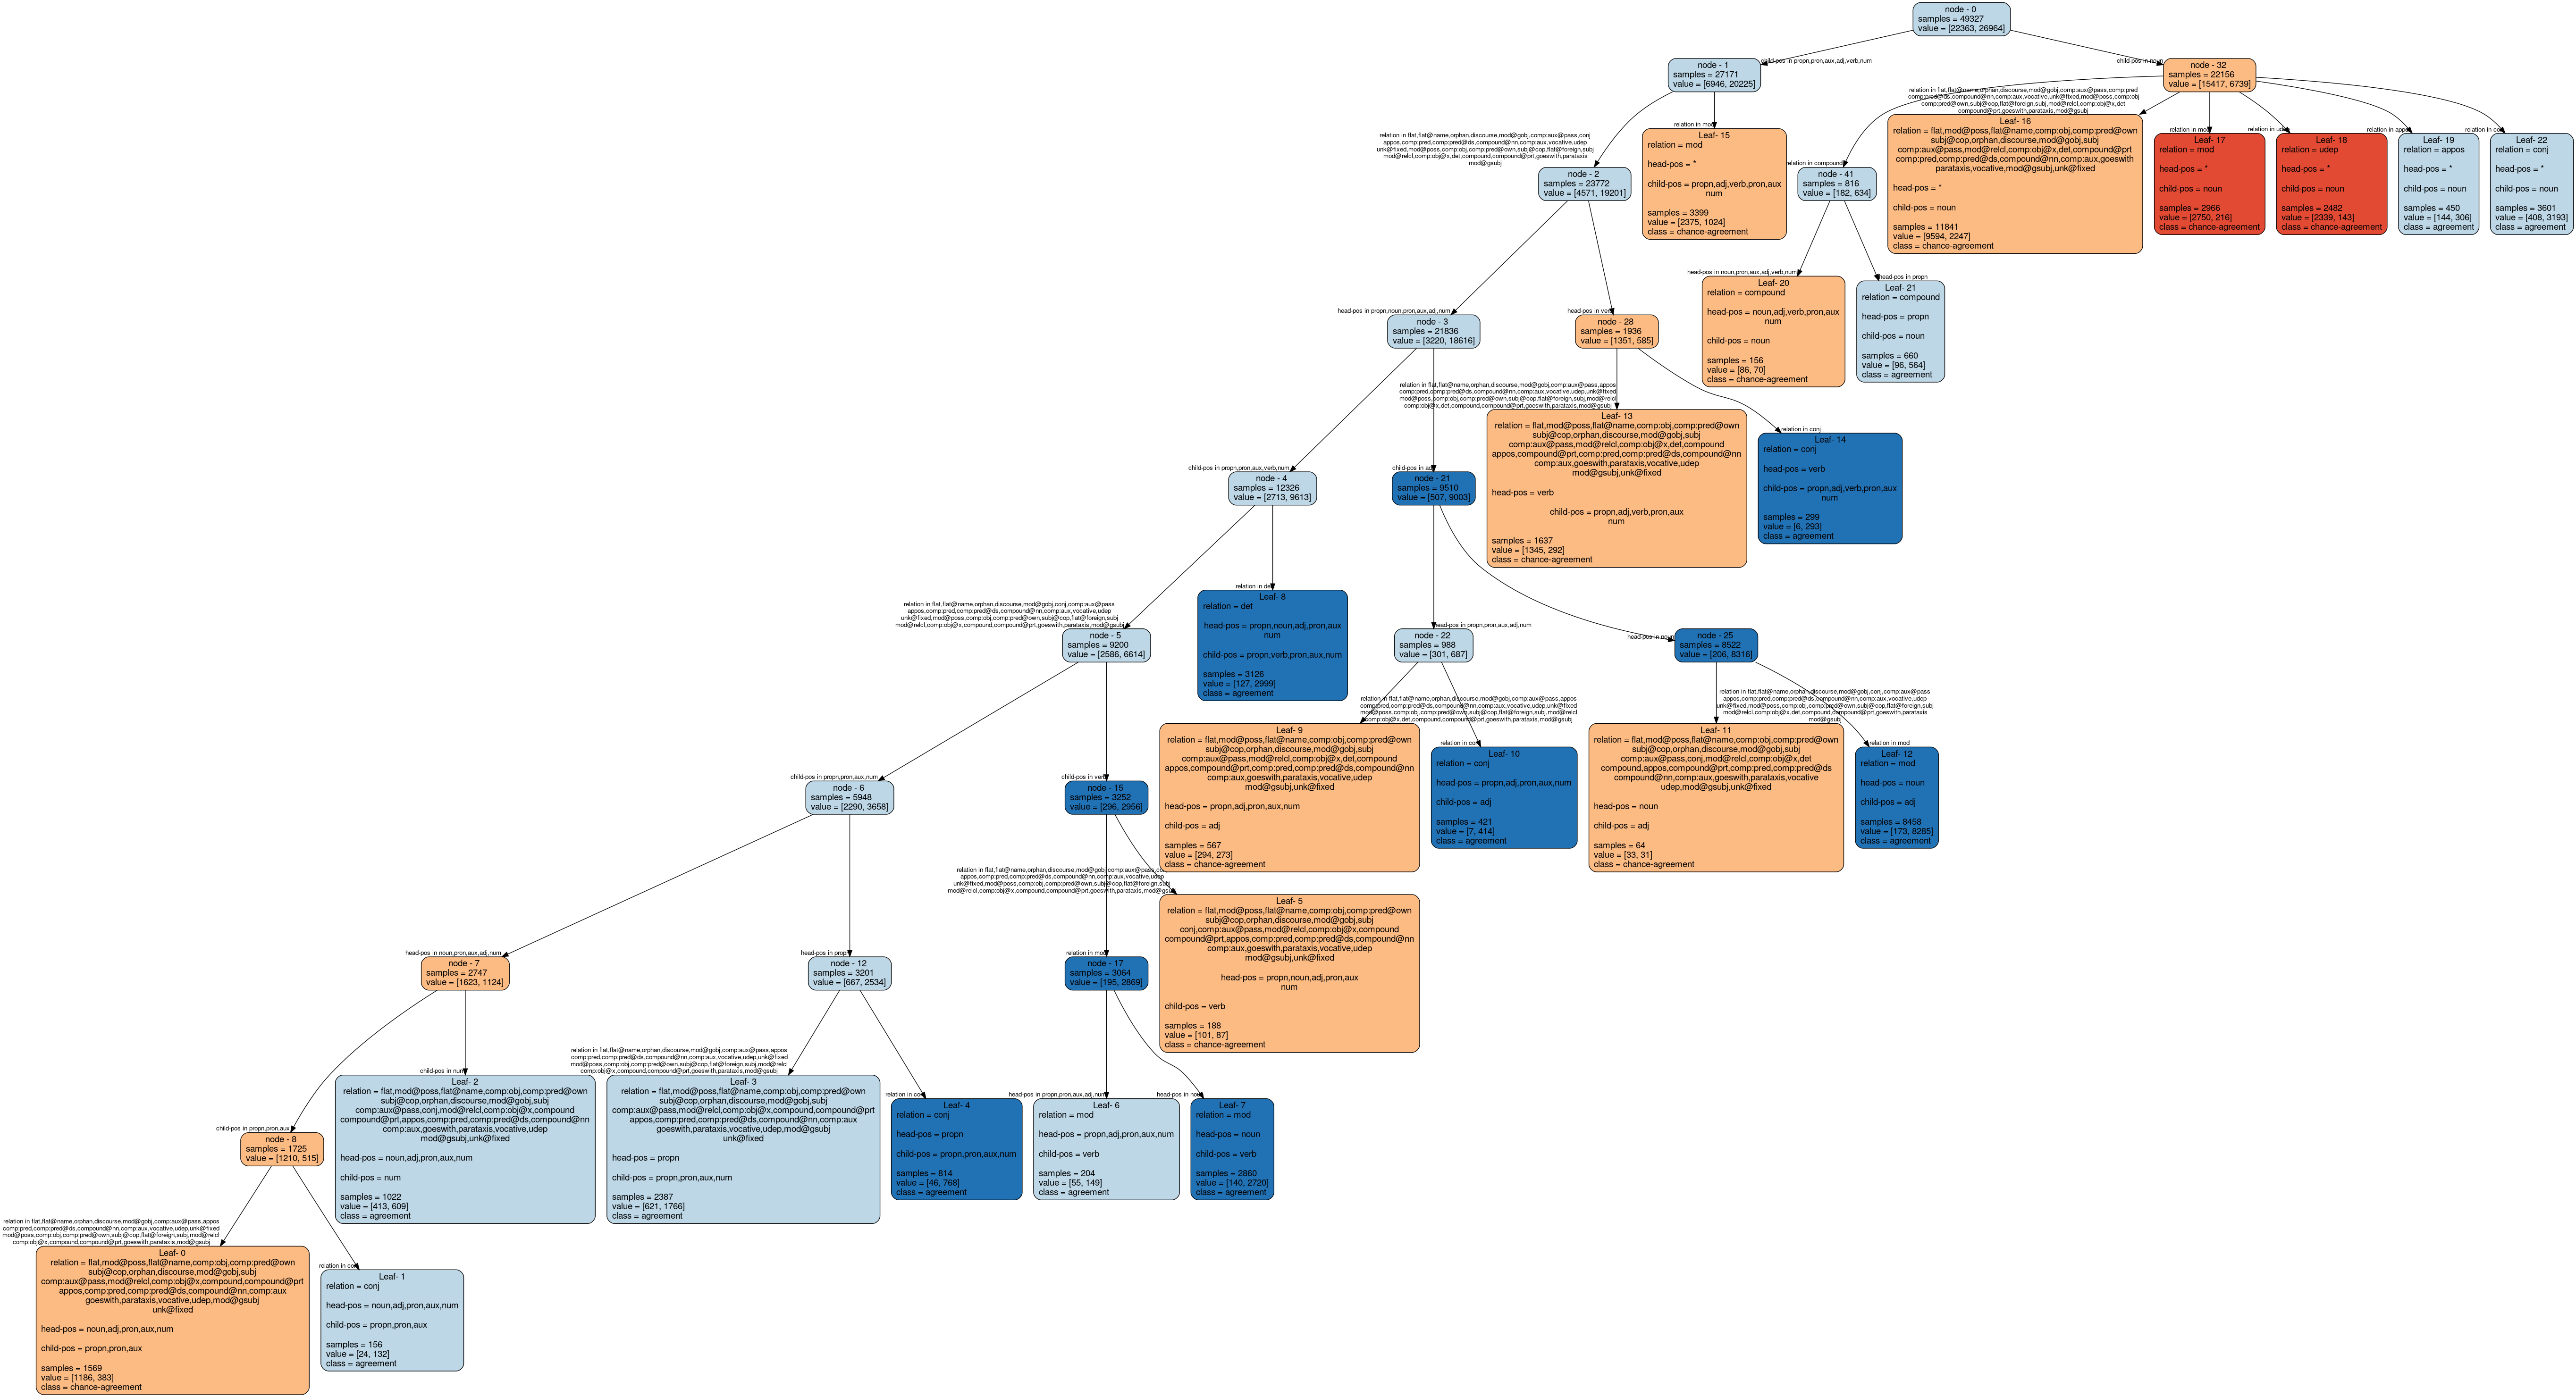 node - 0
samples = 49327
value = [22363, 26964]
child-pos in propn,pron,aux,adj,verb,num
node - 1
samples = 27171
value = [6946, 20225]
child-pos in noun
node - 32
samples = 22156
value = [15417, 6739]
relation in flat,flat@name,orphan,discourse,mod@gobj,comp:aux@pass,conj
appos,comp:pred,comp:pred@ds,compound@nn,comp:aux,vocative,udep
unk@fixed,mod@poss,comp:obj,comp:pred@own,subj@cop,flat@foreign,subj
mod@relcl,comp:obj@x,det,compound,compound@prt,goeswith,parataxis
mod@gsubj
node - 2
samples = 23772
value = [4571, 19201]
relation in mod
Leaf- 15
relation = mod
head-pos = *
child-pos = propn,adj,verb,pron,aux
num
samples = 3399
value = [2375, 1024]
class = chance-agreement
relation in compound
node - 41
samples = 816
value = [182, 634]
relation in flat,flat@name,orphan,discourse,mod@gobj,comp:aux@pass,comp:pred
comp:pred@ds,compound@nn,comp:aux,vocative,unk@fixed,mod@poss,comp:obj
comp:pred@own,subj@cop,flat@foreign,subj,mod@relcl,comp:obj@x,det
compound@prt,goeswith,parataxis,mod@gsubj
Leaf- 16
relation = flat,mod@poss,flat@name,comp:obj,comp:pred@own
subj@cop,orphan,discourse,mod@gobj,subj
comp:aux@pass,mod@relcl,comp:obj@x,det,compound@prt
comp:pred,comp:pred@ds,compound@nn,comp:aux,goeswith
parataxis,vocative,mod@gsubj,unk@fixed
head-pos = *
child-pos = noun
samples = 11841
value = [9594, 2247]
class = chance-agreement
relation in mod
Leaf- 17
relation = mod
head-pos = *
child-pos = noun
samples = 2966
value = [2750, 216]
class = chance-agreement
relation in udep
Leaf- 18
relation = udep
head-pos = *
child-pos = noun
samples = 2482
value = [2339, 143]
class = chance-agreement
relation in appos
Leaf- 19
relation = appos
head-pos = *
child-pos = noun
samples = 450
value = [144, 306]
class = agreement
relation in conj
Leaf- 22
relation = conj
head-pos = *
child-pos = noun
samples = 3601
value = [408, 3193]
class = agreement
head-pos in noun,pron,aux,adj,verb,num
Leaf- 20
relation = compound
head-pos = noun,adj,verb,pron,aux
num
child-pos = noun
samples = 156
value = [86, 70]
class = chance-agreement
head-pos in propn
Leaf- 21
relation = compound
head-pos = propn
child-pos = noun
samples = 660
value = [96, 564]
class = agreement
head-pos in propn,noun,pron,aux,adj,num
node - 3
samples = 21836
value = [3220, 18616]
head-pos in verb
node - 28
samples = 1936
value = [1351, 585]
relation in flat,flat@name,orphan,discourse,mod@gobj,comp:aux@pass,appos
comp:pred,comp:pred@ds,compound@nn,comp:aux,vocative,udep,unk@fixed
mod@poss,comp:obj,comp:pred@own,subj@cop,flat@foreign,subj,mod@relcl
comp:obj@x,det,compound,compound@prt,goeswith,parataxis,mod@gsubj
Leaf- 13
relation = flat,mod@poss,flat@name,comp:obj,comp:pred@own
subj@cop,orphan,discourse,mod@gobj,subj
comp:aux@pass,mod@relcl,comp:obj@x,det,compound
appos,compound@prt,comp:pred,comp:pred@ds,compound@nn
comp:aux,goeswith,parataxis,vocative,udep
mod@gsubj,unk@fixed
head-pos = verb
child-pos = propn,adj,verb,pron,aux
num
samples = 1637
value = [1345, 292]
class = chance-agreement
relation in conj
Leaf- 14
relation = conj
head-pos = verb
child-pos = propn,adj,verb,pron,aux
num
samples = 299
value = [6, 293]
class = agreement
child-pos in propn,pron,aux,verb,num
node - 4
samples = 12326
value = [2713, 9613]
child-pos in adj
node - 21
samples = 9510
value = [507, 9003]
relation in flat,flat@name,orphan,discourse,mod@gobj,conj,comp:aux@pass
appos,comp:pred,comp:pred@ds,compound@nn,comp:aux,vocative,udep
unk@fixed,mod@poss,comp:obj,comp:pred@own,subj@cop,flat@foreign,subj
mod@relcl,comp:obj@x,compound,compound@prt,goeswith,parataxis,mod@gsubj
node - 5
samples = 9200
value = [2586, 6614]
relation in det
Leaf- 8
relation = det
head-pos = propn,noun,adj,pron,aux
num
child-pos = propn,verb,pron,aux,num
samples = 3126
value = [127, 2999]
class = agreement
head-pos in propn,pron,aux,adj,num
node - 22
samples = 988
value = [301, 687]
head-pos in noun
node - 25
samples = 8522
value = [206, 8316]
relation in flat,flat@name,orphan,discourse,mod@gobj,comp:aux@pass,appos
comp:pred,comp:pred@ds,compound@nn,comp:aux,vocative,udep,unk@fixed
mod@poss,comp:obj,comp:pred@own,subj@cop,flat@foreign,subj,mod@relcl
comp:obj@x,det,compound,compound@prt,goeswith,parataxis,mod@gsubj
Leaf- 9
relation = flat,mod@poss,flat@name,comp:obj,comp:pred@own
subj@cop,orphan,discourse,mod@gobj,subj
comp:aux@pass,mod@relcl,comp:obj@x,det,compound
appos,compound@prt,comp:pred,comp:pred@ds,compound@nn
comp:aux,goeswith,parataxis,vocative,udep
mod@gsubj,unk@fixed
head-pos = propn,adj,pron,aux,num
child-pos = adj
samples = 567
value = [294, 273]
class = chance-agreement
relation in conj
Leaf- 10
relation = conj
head-pos = propn,adj,pron,aux,num
child-pos = adj
samples = 421
value = [7, 414]
class = agreement
relation in flat,flat@name,orphan,discourse,mod@gobj,conj,comp:aux@pass
appos,comp:pred,comp:pred@ds,compound@nn,comp:aux,vocative,udep
unk@fixed,mod@poss,comp:obj,comp:pred@own,subj@cop,flat@foreign,subj
mod@relcl,comp:obj@x,det,compound,compound@prt,goeswith,parataxis
mod@gsubj
Leaf- 11
relation = flat,mod@poss,flat@name,comp:obj,comp:pred@own
subj@cop,orphan,discourse,mod@gobj,subj
comp:aux@pass,conj,mod@relcl,comp:obj@x,det
compound,appos,compound@prt,comp:pred,comp:pred@ds
compound@nn,comp:aux,goeswith,parataxis,vocative
udep,mod@gsubj,unk@fixed
head-pos = noun
child-pos = adj
samples = 64
value = [33, 31]
class = chance-agreement
relation in mod
Leaf- 12
relation = mod
head-pos = noun
child-pos = adj
samples = 8458
value = [173, 8285]
class = agreement
child-pos in propn,pron,aux,num
node - 6
samples = 5948
value = [2290, 3658]
child-pos in verb
node - 15
samples = 3252
value = [296, 2956]
relation in flat,flat@name,orphan,discourse,mod@gobj,comp:aux@pass,conj
appos,comp:pred,comp:pred@ds,compound@nn,comp:aux,vocative,udep
unk@fixed,mod@poss,comp:obj,comp:pred@own,subj@cop,flat@foreign,subj
mod@relcl,comp:obj@x,compound,compound@prt,goeswith,parataxis,mod@gsubj
Leaf- 5
relation = flat,mod@poss,flat@name,comp:obj,comp:pred@own
subj@cop,orphan,discourse,mod@gobj,subj
conj,comp:aux@pass,mod@relcl,comp:obj@x,compound
compound@prt,appos,comp:pred,comp:pred@ds,compound@nn
comp:aux,goeswith,parataxis,vocative,udep
mod@gsubj,unk@fixed
head-pos = propn,noun,adj,pron,aux
num
child-pos = verb
samples = 188
value = [101, 87]
class = chance-agreement
head-pos in noun,pron,aux,adj,num
node - 7
samples = 2747
value = [1623, 1124]
head-pos in propn
node - 12
samples = 3201
value = [667, 2534]
relation in mod
node - 17
samples = 3064
value = [195, 2869]
child-pos in propn,pron,aux
node - 8
samples = 1725
value = [1210, 515]
child-pos in num
Leaf- 2
relation = flat,mod@poss,flat@name,comp:obj,comp:pred@own
subj@cop,orphan,discourse,mod@gobj,subj
comp:aux@pass,conj,mod@relcl,comp:obj@x,compound
compound@prt,appos,comp:pred,comp:pred@ds,compound@nn
comp:aux,goeswith,parataxis,vocative,udep
mod@gsubj,unk@fixed
head-pos = noun,adj,pron,aux,num
child-pos = num
samples = 1022
value = [413, 609]
class = agreement
relation in flat,flat@name,orphan,discourse,mod@gobj,comp:aux@pass,appos
comp:pred,comp:pred@ds,compound@nn,comp:aux,vocative,udep,unk@fixed
mod@poss,comp:obj,comp:pred@own,subj@cop,flat@foreign,subj,mod@relcl
comp:obj@x,compound,compound@prt,goeswith,parataxis,mod@gsubj
Leaf- 3
relation = flat,mod@poss,flat@name,comp:obj,comp:pred@own
subj@cop,orphan,discourse,mod@gobj,subj
comp:aux@pass,mod@relcl,comp:obj@x,compound,compound@prt
appos,comp:pred,comp:pred@ds,compound@nn,comp:aux
goeswith,parataxis,vocative,udep,mod@gsubj
unk@fixed
head-pos = propn
child-pos = propn,pron,aux,num
samples = 2387
value = [621, 1766]
class = agreement
relation in conj
Leaf- 4
relation = conj
head-pos = propn
child-pos = propn,pron,aux,num
samples = 814
value = [46, 768]
class = agreement
head-pos in propn,pron,aux,adj,num
Leaf- 6
relation = mod
head-pos = propn,adj,pron,aux,num
child-pos = verb
samples = 204
value = [55, 149]
class = agreement
head-pos in noun
Leaf- 7
relation = mod
head-pos = noun
child-pos = verb
samples = 2860
value = [140, 2720]
class = agreement
relation in flat,flat@name,orphan,discourse,mod@gobj,comp:aux@pass,appos
comp:pred,comp:pred@ds,compound@nn,comp:aux,vocative,udep,unk@fixed
mod@poss,comp:obj,comp:pred@own,subj@cop,flat@foreign,subj,mod@relcl
comp:obj@x,compound,compound@prt,goeswith,parataxis,mod@gsubj
Leaf- 0
relation = flat,mod@poss,flat@name,comp:obj,comp:pred@own
subj@cop,orphan,discourse,mod@gobj,subj
comp:aux@pass,mod@relcl,comp:obj@x,compound,compound@prt
appos,comp:pred,comp:pred@ds,compound@nn,comp:aux
goeswith,parataxis,vocative,udep,mod@gsubj
unk@fixed
head-pos = noun,adj,pron,aux,num
child-pos = propn,pron,aux
samples = 1569
value = [1186, 383]
class = chance-agreement
relation in conj
Leaf- 1
relation = conj
head-pos = noun,adj,pron,aux,num
child-pos = propn,pron,aux
samples = 156
value = [24, 132]
class = agreement